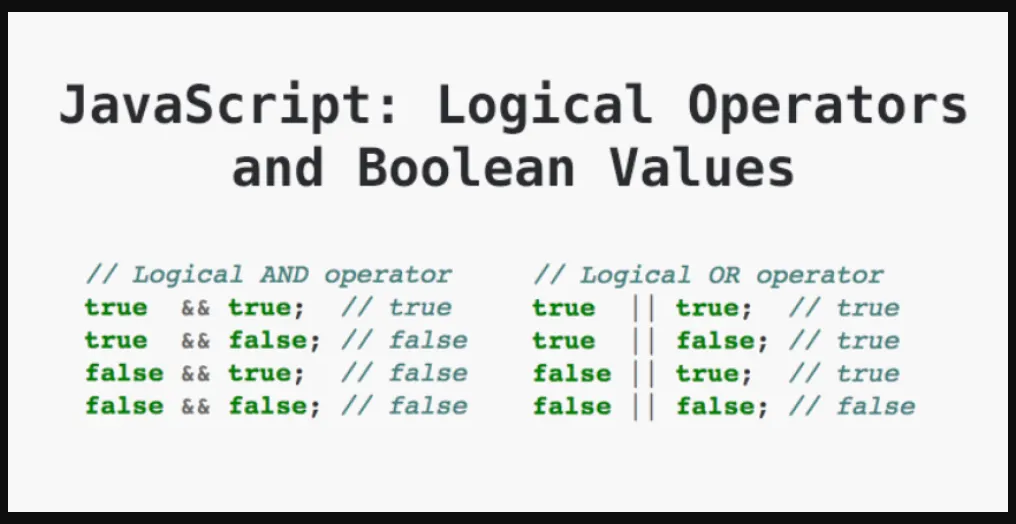 JavaScript: Logical Operators
and Boolean Values
// Logical AND operator
true  && true;  // true
true  && false; // false
false && true;  // false
false && false; // false
// Logical OR operator
true  || true;  // true
true  || false; // true
false || true;  // true
false || false; // false